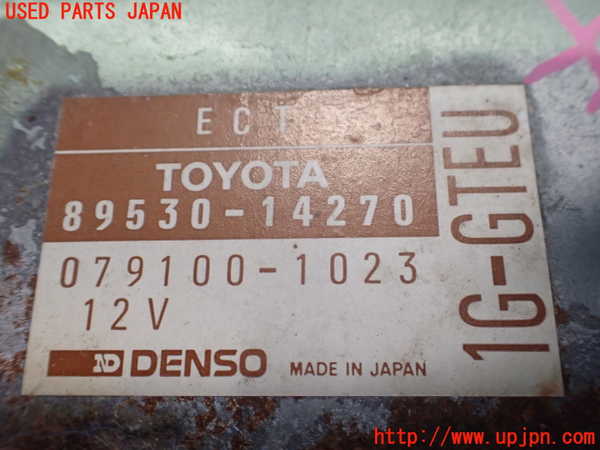 USED PARTS JAPAN
ECT
TOYOTA
89530-14270
079100-1023
12V
ND DENSO MADE IN JAPAN
1G-GTEU
http://www.upjpn.com